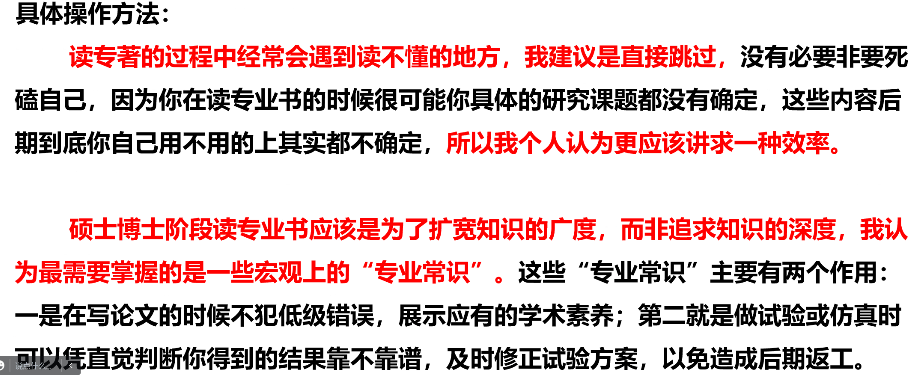 具体操作方法：
读专著的过程中经常会遇到读不懂的地方，我建议是直接跳过，没有必要非要死
磕自己，因为你在读专业书的时候很可能你具体的研究课题都没有确定，这些内容后
期到底你自己用不用的上其实都不确定，所以我个人认为更应该讲求一种效率。
硕士博士阶段读专业书应该是为了扩宽知识的广度，而非追求知识的深度，我认
为最需要掌握的是一些宏观上的“专业常识”。这些“专业常识”主要有两个作用：
一是在写论文的时候不犯低级错误，展示应有的学术素养；第二就是做试验或仿真时
可以凭直觉判断你得到的结果靠不靠谱，及时修正试验方案，以免造成后期返工。